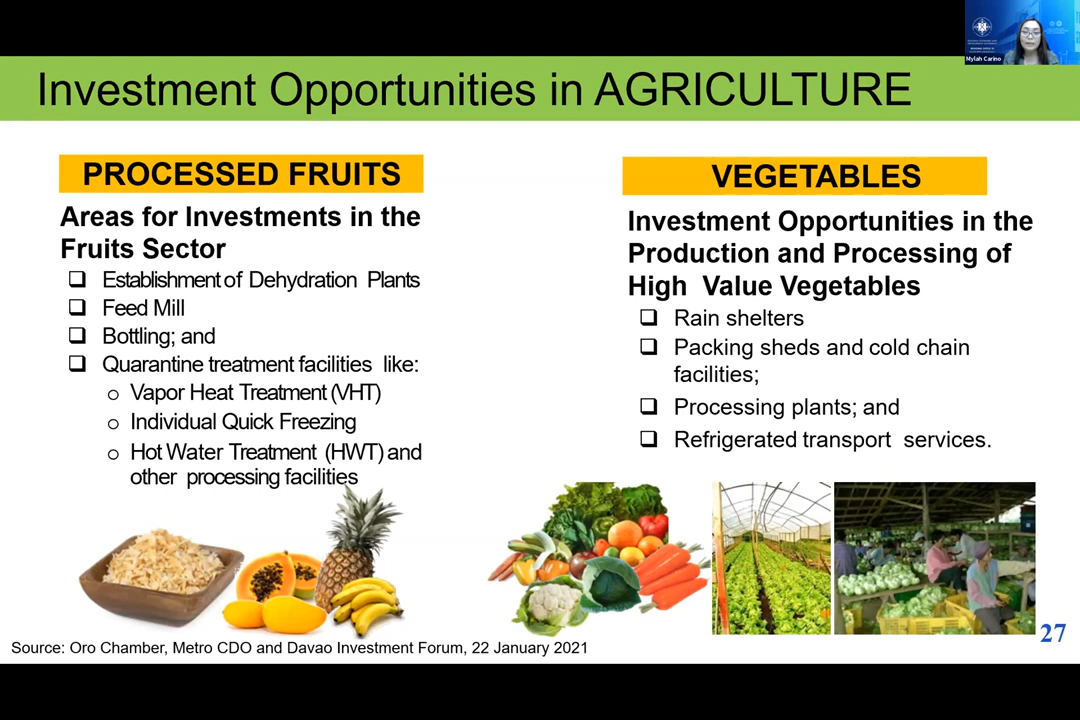 Mylah Carino
Investment Opportunities in AGRICULTURE
PROCESSED FRUITS
Areas for Investments in the
Fruits Sector
❑ Establishment of Dehydration Plants
❑ Feed Mill
❑ Bottling; and
❑ Quarantine treatment facilities like:
o Vapor Heat Treatment (VHT)
o Individual Quick Freezing
o Hot Water Treatment (HWT) and
other processing facilities
VEGETABLES
Investment Opportunities in the
Production and Processing of
High Value Vegetables
❑ Rain shelters
❑ Packing sheds and cold chain
facilities;
❑ Processing plants; and
❑ Refrigerated transport services.
Source: Oro Chamber, Metro CDO and Davao Investment Forum, 22 January 2021
27